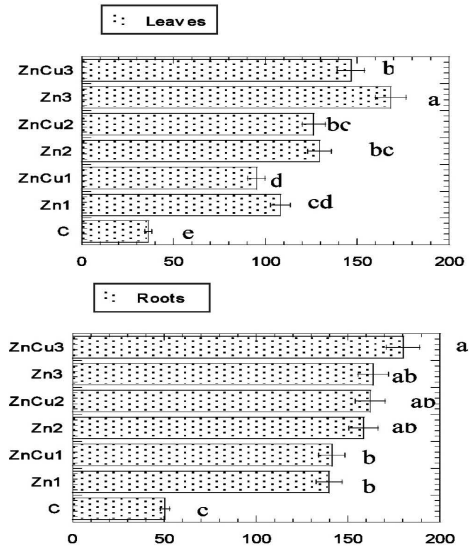 Leaves
ZnCu3 b
Zn3 a
ZnCu2 bc
Zn2 bc
ZnCu1 d
Zn1 cd
C e
0 50 100 150 200
Roots
ZnCu3 a
Zn3 ab
ZnCu2 ab
Zn2 ab
ZnCu1 b
Zn1 b
C c
0 50 100 150 200